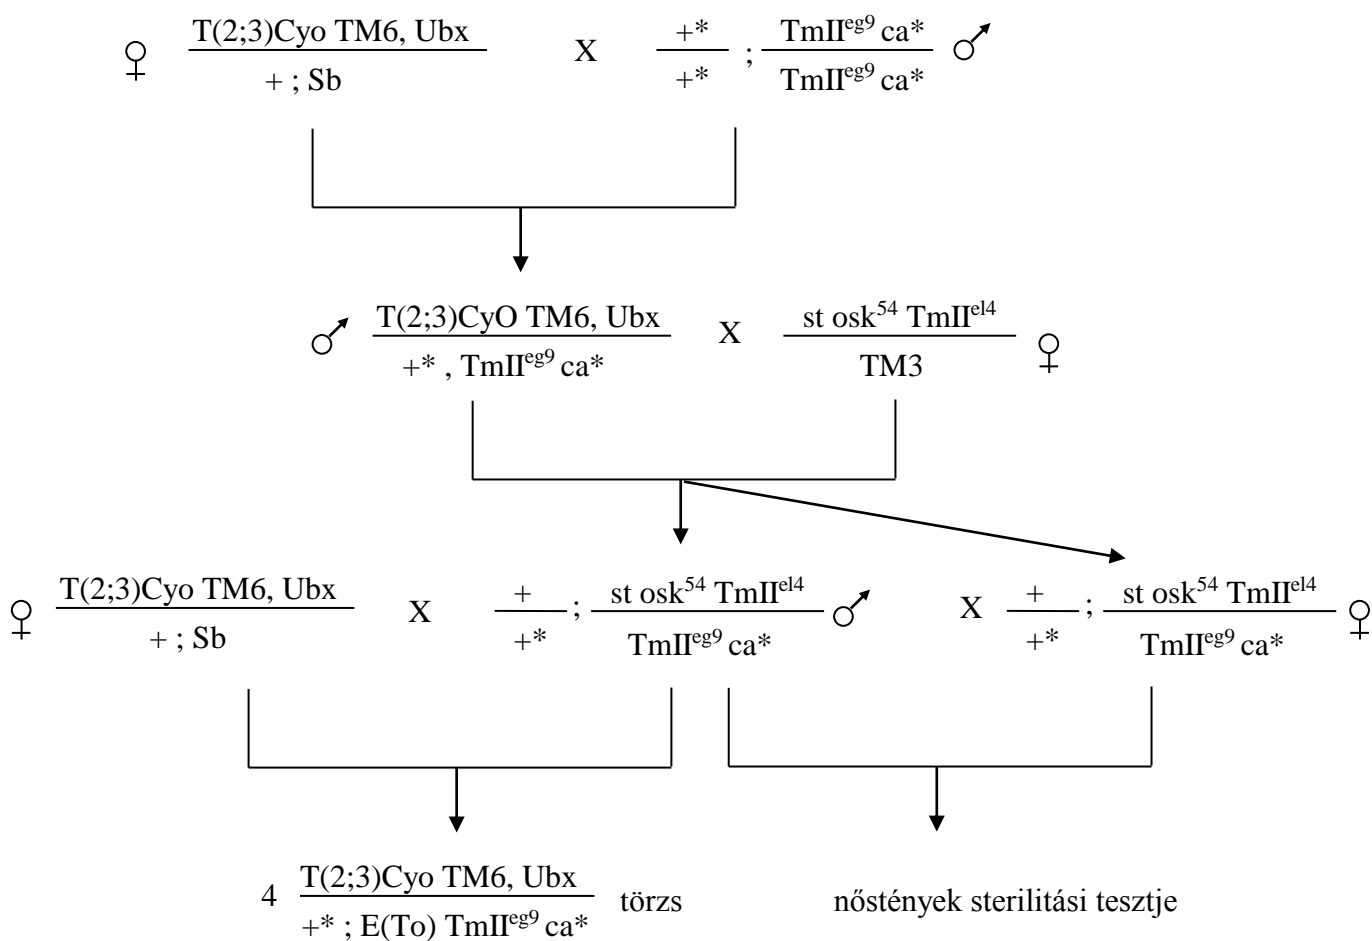 ♀ T(2;3)Cyo TM6, Ubx X +* ; TmII^eg9 ca* ♂
+ ; Sb +* TmII^eg9 ca*
♂ T(2;3)CyO TM6, Ubx X st osk^54 TmII^el4
+* , TmII^eg9 ca* TM3 ♀
♀ T(2;3)Cyo TM6, Ubx X + ; st osk^54 TmII^el4 ♂ X + ; st osk^54 TmII^el4 ♀
+ ; Sb +* TmII^eg9 ca* +* TmII^eg9 ca*
4 T(2;3)Cyo TM6, Ubx törzs nőstények sterilitási tesztje
+* ; E(To) TmII^eg9 ca*